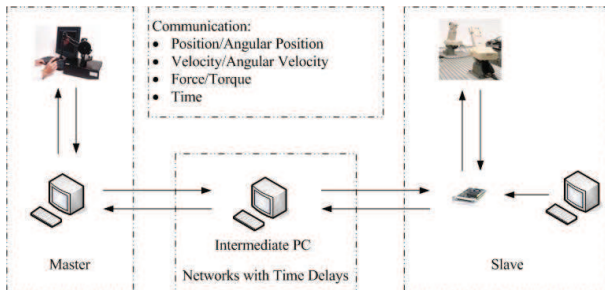 Communication:
• Position/Angular Position
• Velocity/Angular Velocity
• Force/Torque
• Time
Intermediate PC
Master
Networks with Time Delays
Slave